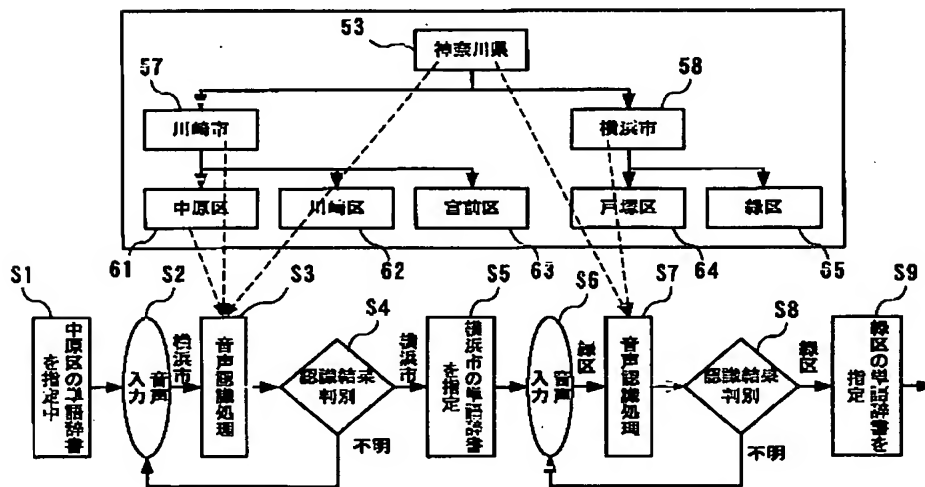 53
神奈川県
57
58
川崎市
横浜市
中原区
川崎区
宮前区
戸塚区
緑区
61
62
63
64
65
S1
S2
S3
S4
S5
S6
S7
S8
S9
中原区の単語辞書を指定中
音声入力
横浜市
音声認識処理
認識結果判別
横浜市
横浜市の単語辞書を指定
音声入力
緑区
音声認識処理
認識結果判別
緑区
緑区の単語辞書を指定
不明
不明